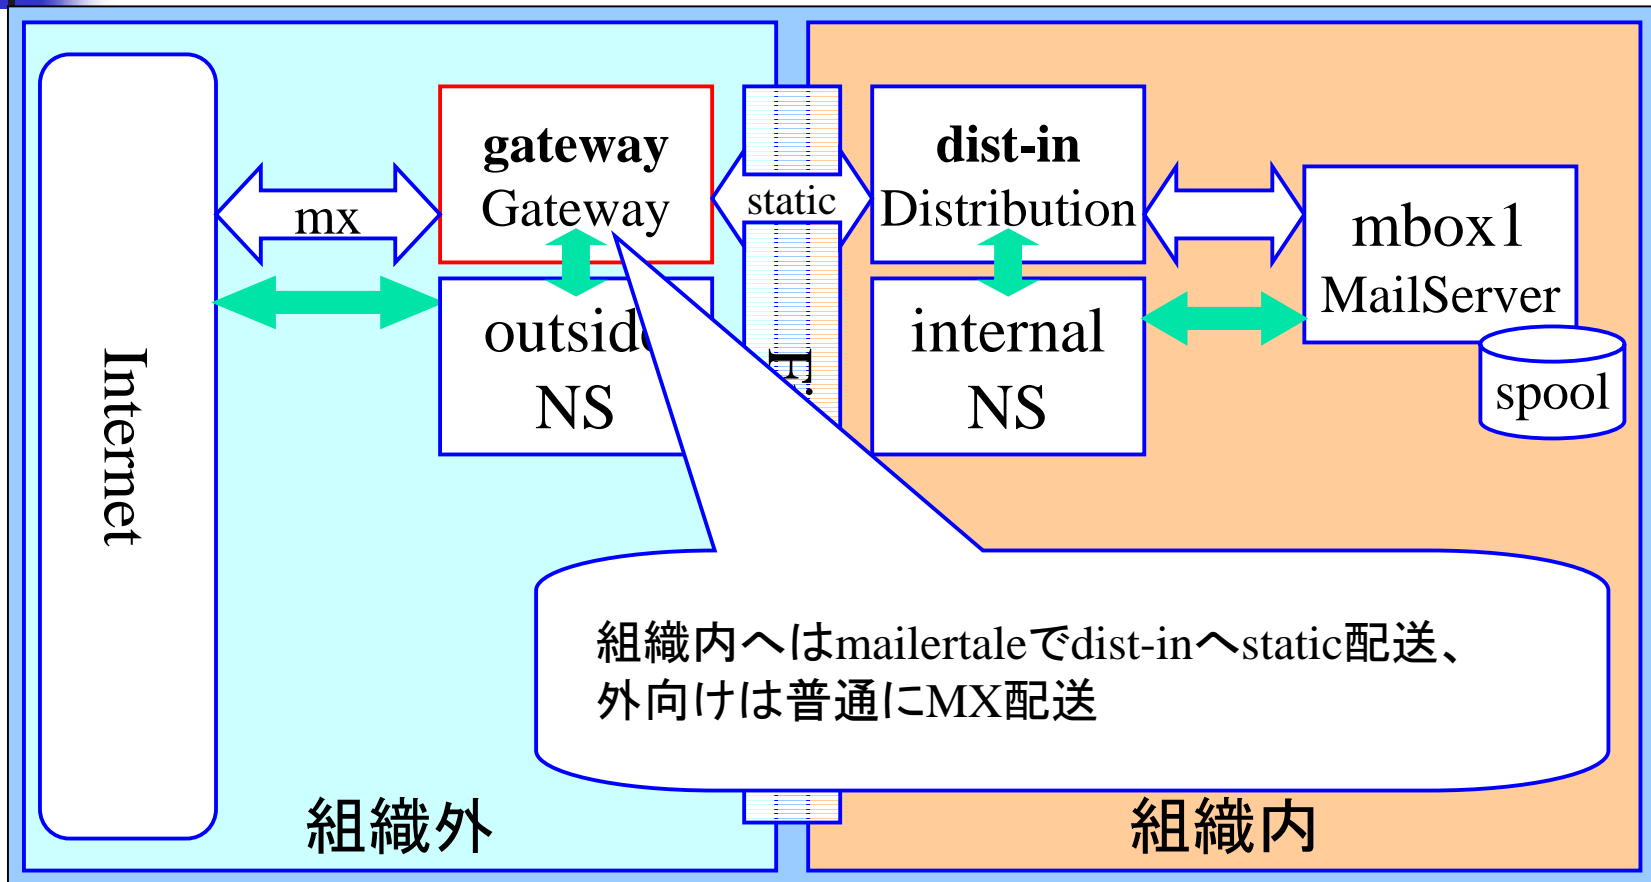 Internet
mx
gateway
Gateway
NS
static
dist-in
Distribution
internal
NS
mbox1
MailServer
spool
組織内へはmailertaleでdist-inへstatic配送、
外向けは普通にMX配送
組織外
組織内